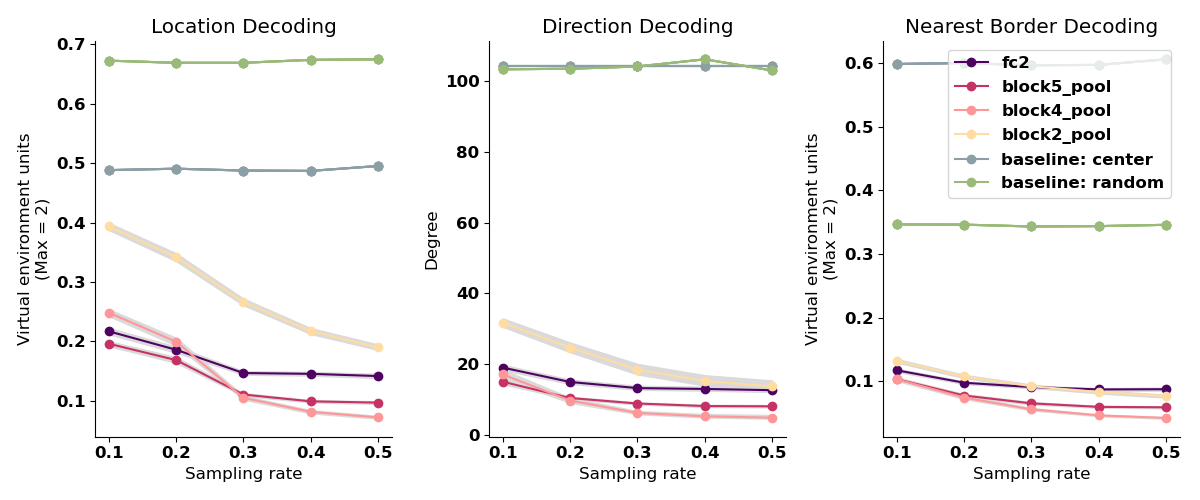 Location Decoding
Virtual environment units
(Max = 2)
0.7
0.6
0.5
0.4
0.3
0.2
0.1
0.1 0.2 0.3 0.4 0.5
Sampling rate
Direction Decoding
Degree
100
80
60
40
20
0
0.1 0.2 0.3 0.4 0.5
Sampling rate
Nearest Border Decoding
Virtual environment units
(Max = 2)
0.6
0.5
0.4
0.3
0.2
0.1
0.1 0.2 0.3 0.4 0.5
Sampling rate
fc2
block5_pool
block4_pool
block2_pool
baseline: center
baseline: random